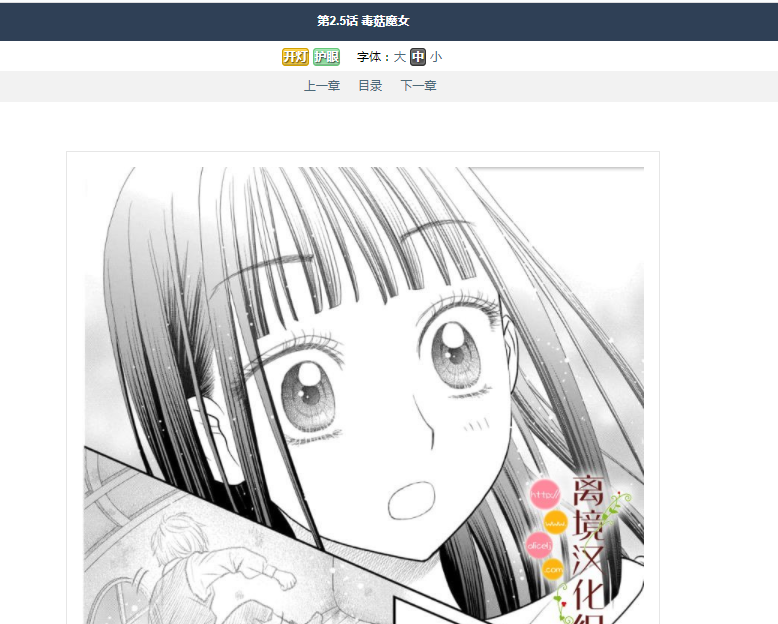 第2.5话 毒菇魔女
开灯 护眼 字体：大 中 小
上一章 目录 下一章
http://
www.
alicelj
.com
离境汉化组